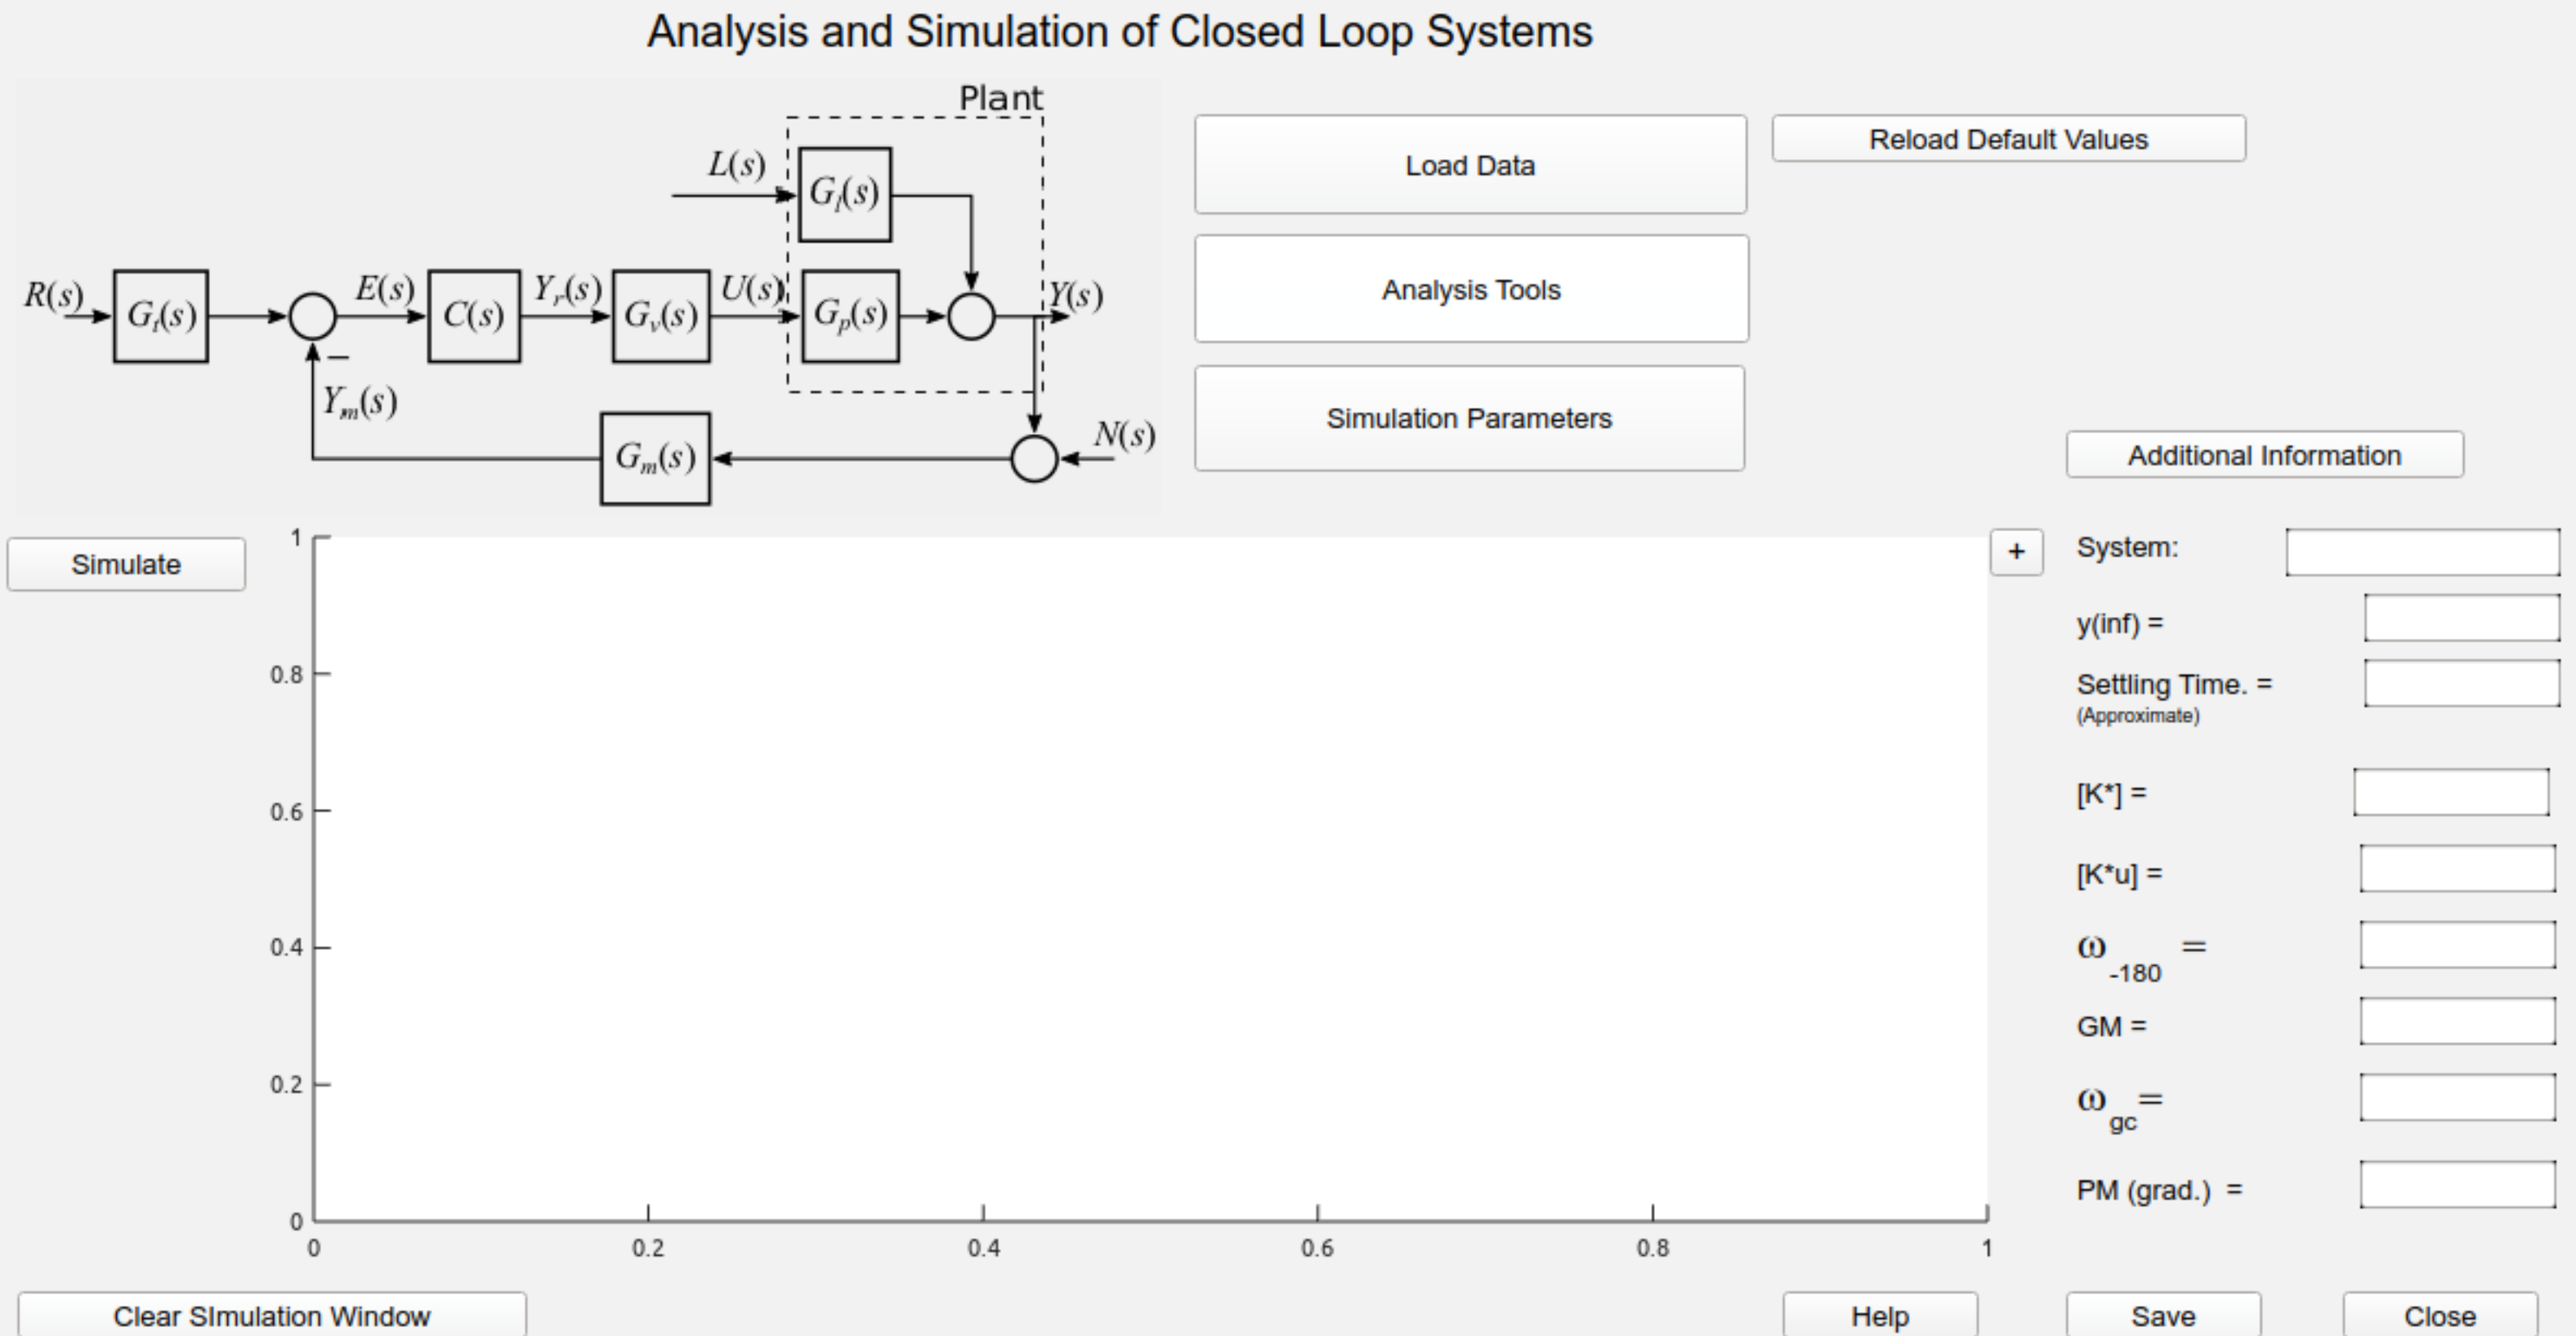 Analysis and Simulation of Closed Loop Systems
Plant
L(s)
G_l(s)
R(s)
G_t(s)
E(s)
C(s)
Y_r(s)
G_v(s)
U(s)
G_p(s)
Y(s)
–
Y_m(s)
G_m(s)
N(s)
Load Data
Reload Default Values
Analysis Tools
Simulation Parameters
Additional Information
Simulate
1
0.8
0.6
0.4
0.2
0
0 0.2 0.4 0.6 0.8 1
+
System:
y(inf) =
Settling Time. =
(Approximate)
[K*] =
[K*u] =
ω_-180 =
GM =
ω_gc =
PM (grad.) =
Clear SImulation Window
Help
Save
Close